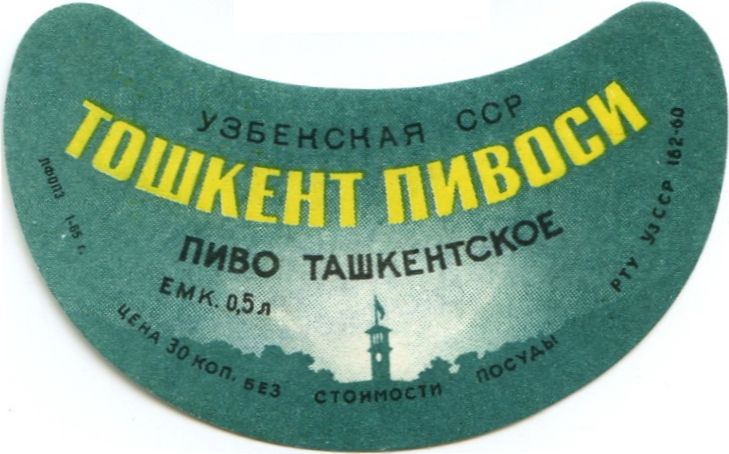 УЗБЕКСКАЯ ССР
ТОШКЕНТ ПИВОСИ
ПИВО ТАШКЕНТСКОЕ
ЕМК. 0,5 л
ЦЕНА 30 КОП. БЕЗ СТОИМОСТИ ПОСУДЫ
ЛФОПЗ 1-65 г.
РТУ УЗССР 162-60